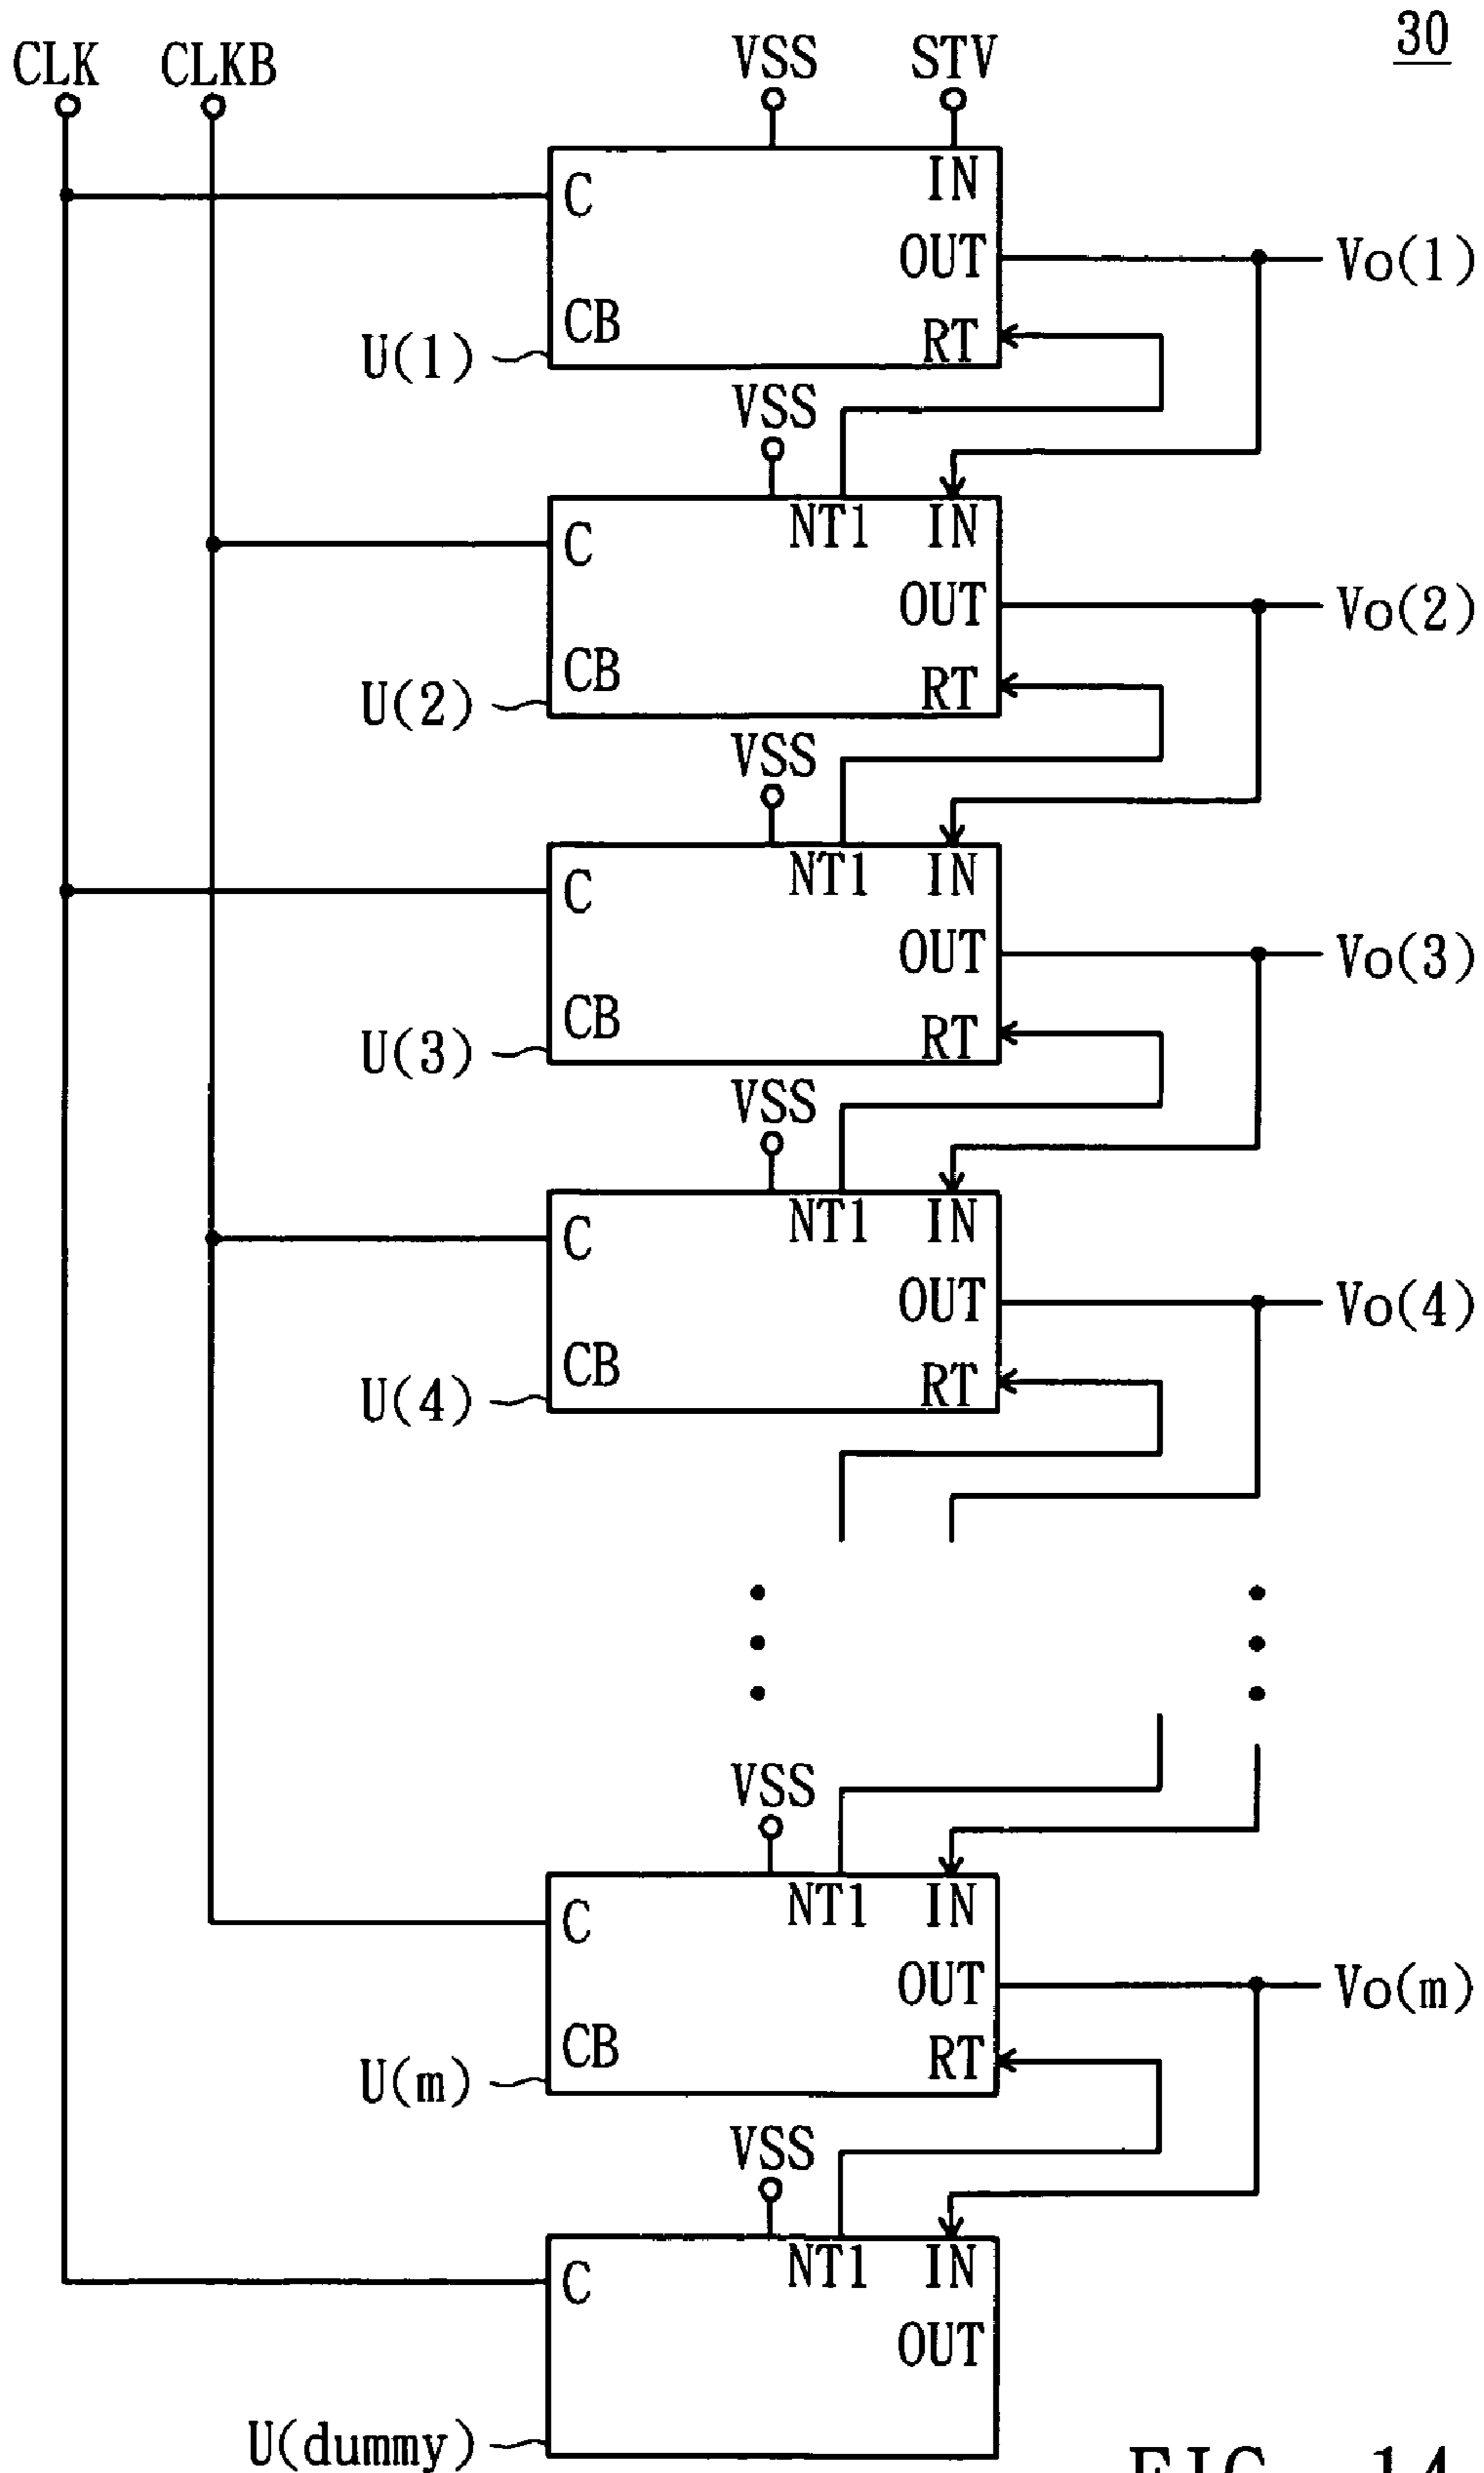 30
CLK CLKB VSS STV
C IN
OUT Vo(1)
CB RT
U(1)
VSS
C NT1 IN
OUT Vo(2)
CB RT
U(2)
VSS
C NT1 IN
OUT Vo(3)
CB RT
U(3)
VSS
C NT1 IN
OUT Vo(4)
CB RT
U(4)
VSS
C NT1 IN
OUT Vo(m)
CB RT
U(m)
VSS
C NT1 IN
OUT
U(dummy)
FIG. 14